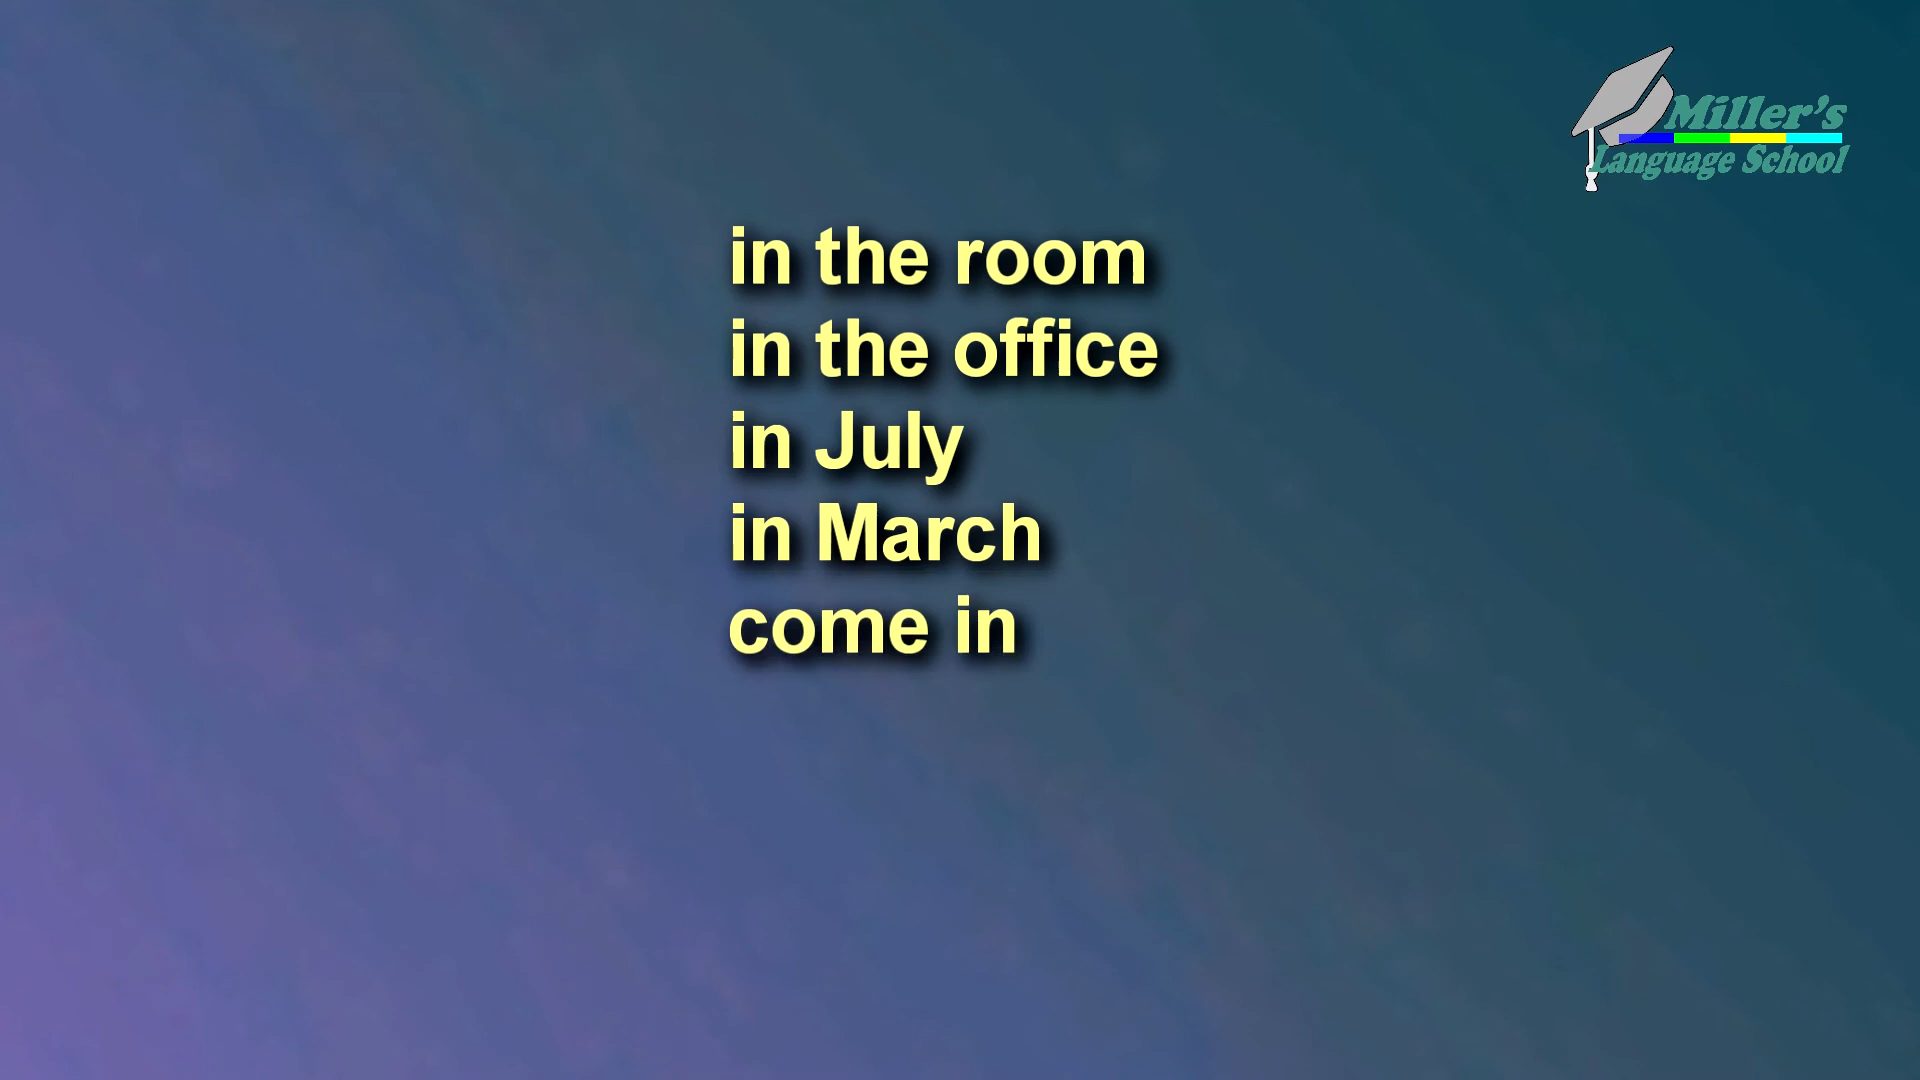 Miller's
Language School
in the room
in the office
in July
in March
come in